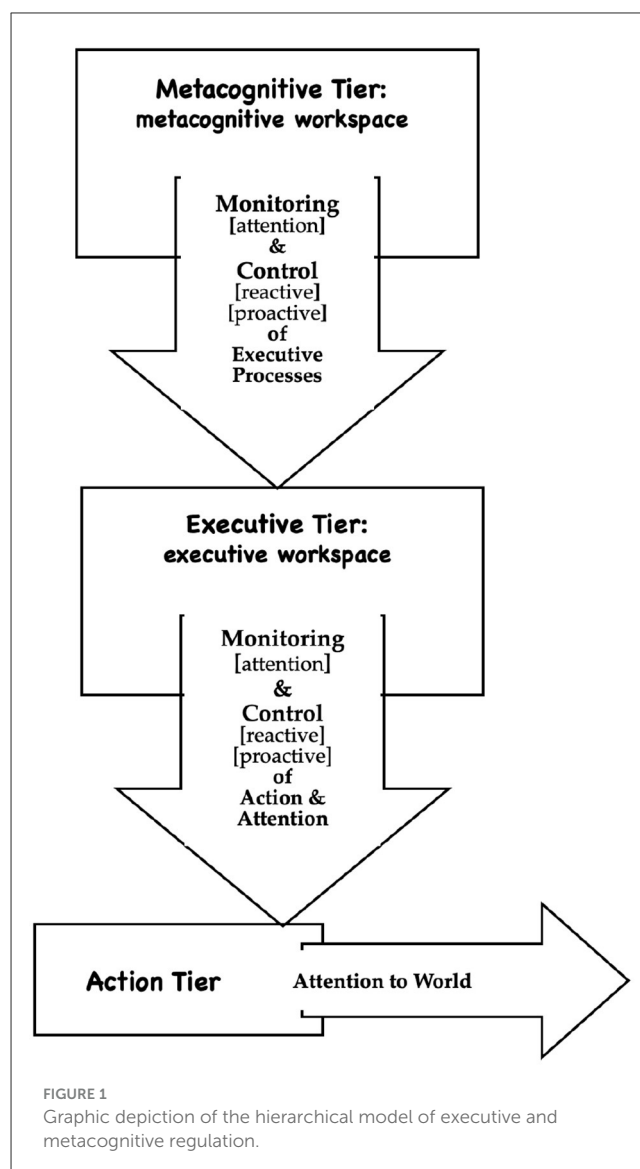 Metacognitive Tier:
metacognitive workspace
Monitoring
[attention]
&
Control
[reactive]
[proactive]
of
Executive
Processes
Executive Tier:
executive workspace
Monitoring
[attention]
&
Control
[reactive]
[proactive]
of
Action &
Attention
Action Tier
Attention to World
FIGURE 1
Graphic depiction of the hierarchical model of executive and
metacognitive regulation.